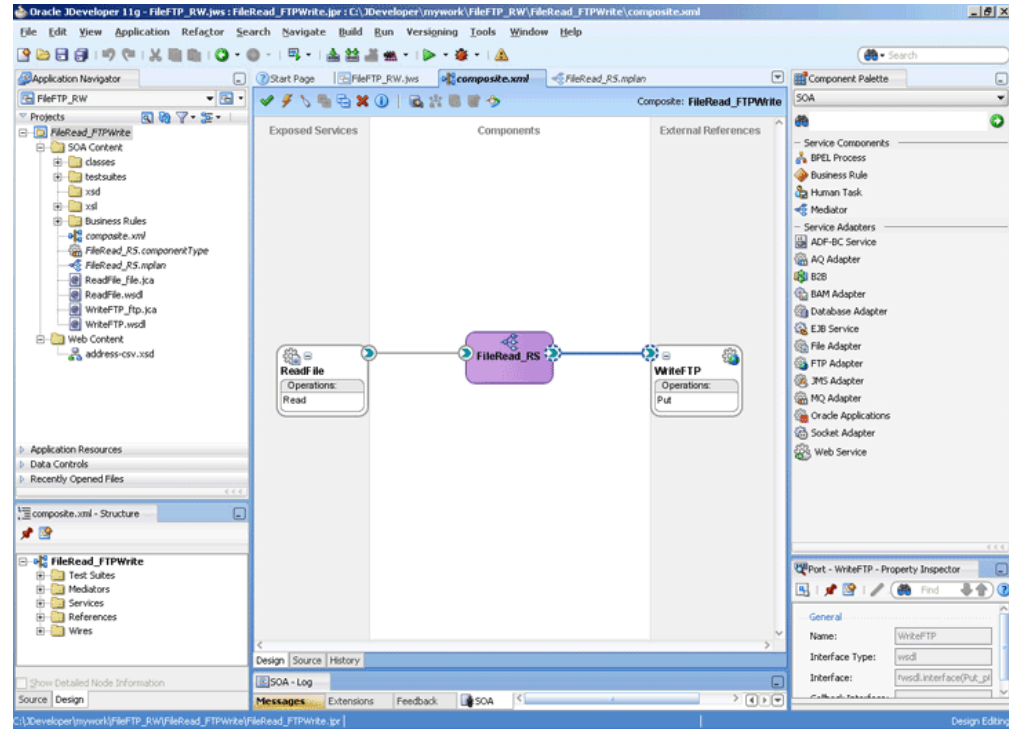 Oracle JDeveloper 11g - FileFTP_RW.jws : FileRead_FTPWrite.jpr : C:\JDeveloper\mywork\FileFTP_RW\FileRead_FTPWrite\composite.xml
File Edit View Application Refactor Search Navigate Build Run Versioning Tools Window Help
Search
Application Navigator
FileFTP_RW
Projects
FileRead_FTPWrite
SOA Content
classes
testsuites
xsd
xsl
Business Rules
composite.xml
FileRead_RS.componentType
FileRead_RS.mplan
ReadFile_file.jca
ReadFile.wsdl
WriteFTP_ftp.jca
WriteFTP.wsdl
Web Content
address-csv.xsd
Application Resources
Data Controls
Recently Opened Files
composite.xml - Structure
FileRead_FTPWrite
Test Suites
Mediators
Services
References
Wires
Show Detailed Node Information
Source Design
Start Page FileFTP_RW.jws composite.xml FileRead_RS.mplan
Composite: FileRead_FTPWrite
Exposed Services Components External References
ReadFile
Operations:
Read
FileRead_RS
WriteFTP
Operations:
Put
Design Source History
SOA - Log
Messages Extensions Feedback SOA
Component Palette
SOA
Service Components
BPEL Process
Business Rule
Human Task
Mediator
Service Adapters
ADF-BC Service
AQ Adapter
B2B
BAM Adapter
Database Adapter
EJB Service
File Adapter
FTP Adapter
JMS Adapter
MQ Adapter
Oracle Applications
Socket Adapter
Web Service
Port - WriteFTP - Property Inspector
Find
General
Name: WriteFTP
Interface Type: wsdl
Interface: wsdl.interface(Put_pl
Callback Interface:
C:\JDeveloper\mywork\FileFTP_RW\FileRead_FTPWrite\FileRead_FTPWrite.jpr
Design Editing